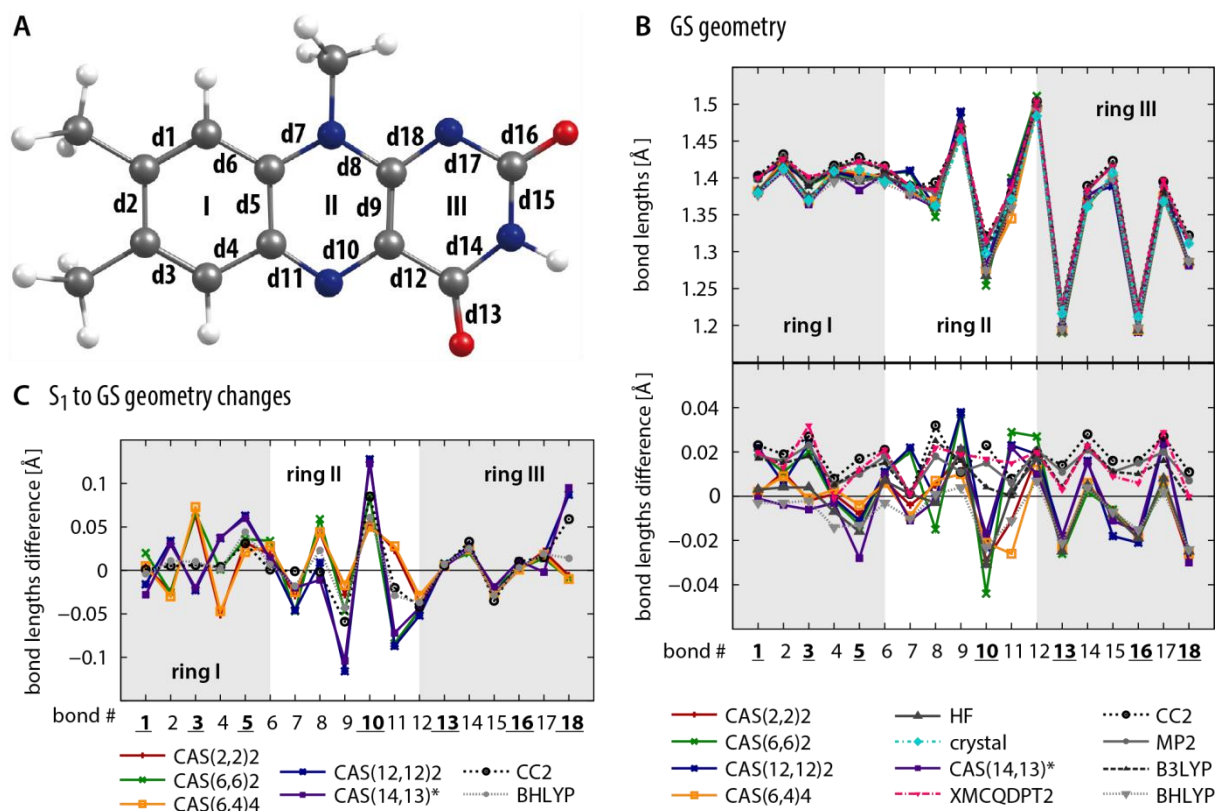 A
d1
d6
d7
d18
d16
d8
d17
d2
I
d5
II
d9
III
d15
d10
d14
d3
d4
d11
d12
d13
B GS geometry
bond lengths [Å]
1.5
1.45
1.4
1.35
1.3
1.25
1.2
ring I
ring II
ring III
bond lengths difference [Å]
0.04
0.02
0
−0.02
−0.04
bond # 1 2 3 4 5 6 7 8 9 10 11 12 13 14 15 16 17 18
CAS(2,2)2
CAS(6,6)2
CAS(12,12)2
CAS(6,4)4
HF
crystal
CAS(14,13)*
XMCQDPT2
CC2
MP2
B3LYP
BHLYP
C S1 to GS geometry changes
bond lengths difference [Å]
0.1
0.05
0
−0.05
−0.1
ring I
ring II
ring III
bond # 1 2 3 4 5 6 7 8 9 10 11 12 13 14 15 16 17 18
CAS(2,2)2
CAS(6,6)2
CAS(6,4)4
CAS(12,12)2
CAS(14,13)*
CC2
BHLYP